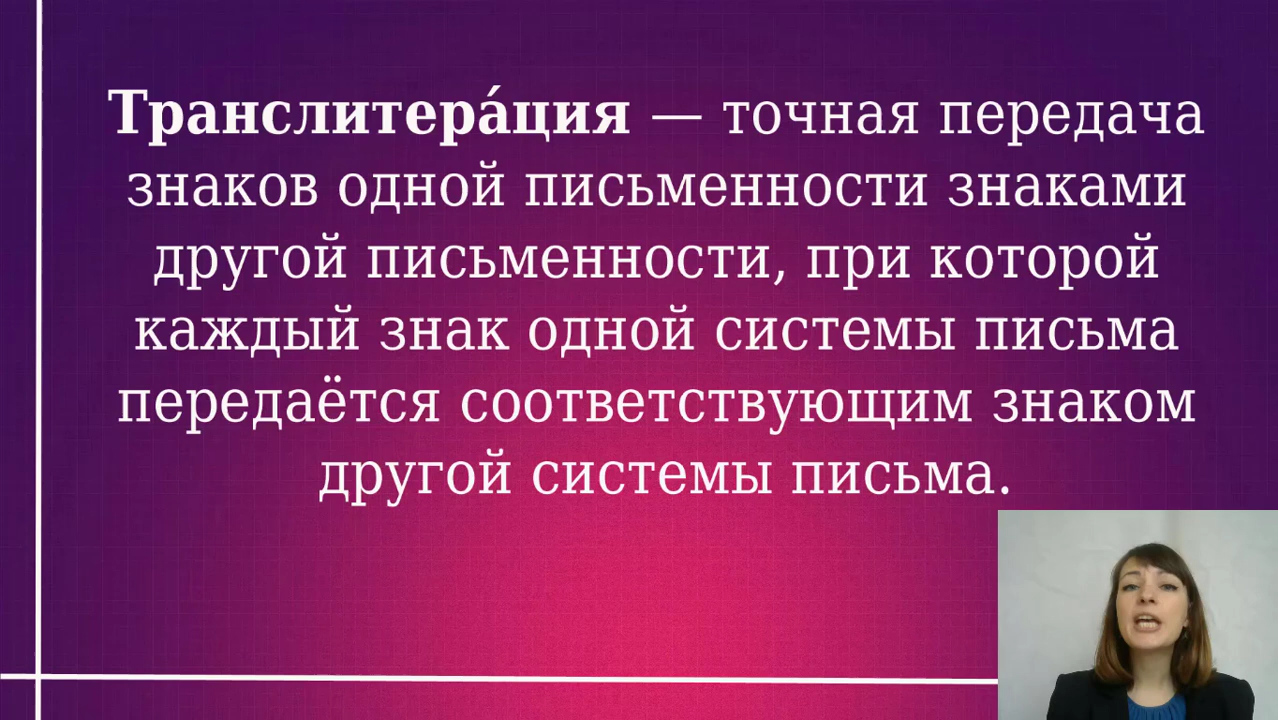 Транслитера́ция — точная передача
знаков одной письменности знаками
другой письменности, при которой
каждый знак одной системы письма
передаётся соответствующим знаком
другой системы письма.